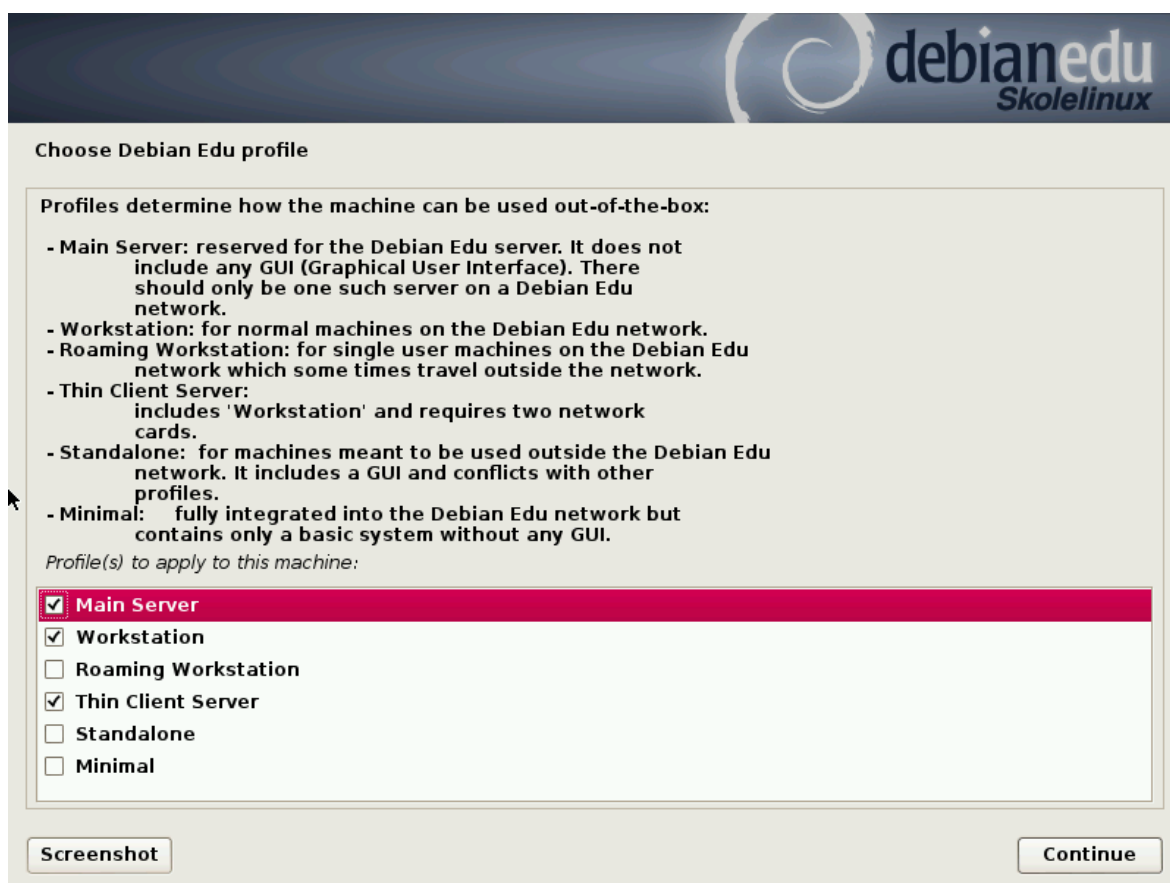 debianedu
Skolelinux
Choose Debian Edu profile
Profiles determine how the machine can be used out-of-the-box:
- Main Server: reserved for the Debian Edu server. It does not
include any GUI (Graphical User Interface). There
should only be one such server on a Debian Edu
network.
- Workstation: for normal machines on the Debian Edu network.
- Roaming Workstation: for single user machines on the Debian Edu
network which some times travel outside the network.
- Thin Client Server:
includes 'Workstation' and requires two network
cards.
- Standalone: for machines meant to be used outside the Debian Edu
network. It includes a GUI and conflicts with other
profiles.
- Minimal: fully integrated into the Debian Edu network but
contains only a basic system without any GUI.
Profile(s) to apply to this machine:
Main Server
Workstation
Roaming Workstation
Thin Client Server
Standalone
Minimal
Screenshot
Continue